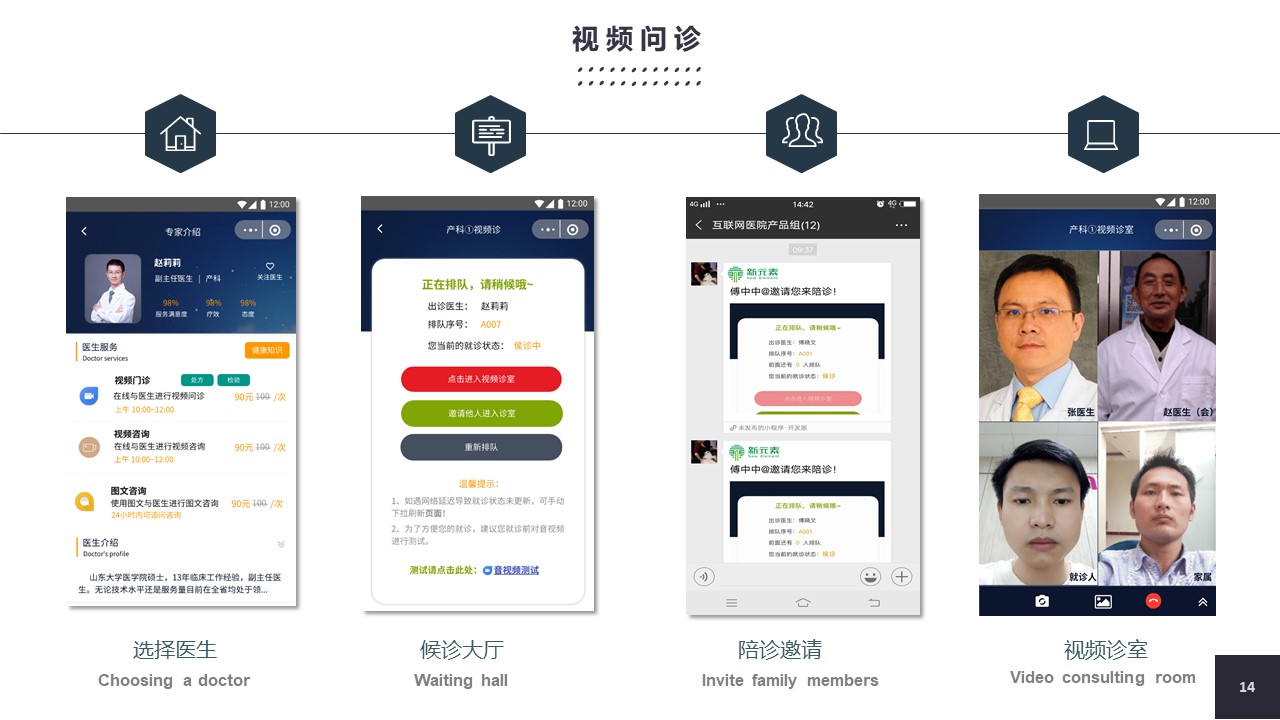 视频问诊
12:00
专家介绍
赵莉莉
副主任医生 | 产科
关注医生
98% 98% 98%
服务满意度 疗效 态度
医生服务
Doctor services
健康知识
视频门诊 处方 检验
在线与医生进行视频问诊 90元 100 /次
上午 10:00~12:00
视频咨询
在线与医生进行视频咨询 90元 100 /次
上午 10:00~12:00
图文咨询
使用图文与医生进行图文咨询 90元 100 /次
24小时内可追问咨询
医生介绍
Doctor's profile
山东大学医学院硕士，13年临床工作经验，副主任医
生。无论技术水平还是服务量目前在全省均处于领...
选择医生
Choosing a doctor
12:00
产科①视频诊
正在排队，请稍候哦~
出诊医生： 赵莉莉
排队序号： A007
您当前的就诊状态： 侯诊中
点击进入视频诊室
邀请他人进入诊室
重新排队
温馨提示：
1、如遇网络延迟导致就诊状态未更新，可手动
下拉刷新页面！
2、为了方便您的就诊，建议您就诊前对音视频
进行测试。
测试请点击此处： 音视频测试
候诊大厅
Waiting hall
4G 14:42 4G
互联网医院产品组(12)
09:37
新元素
New Element
傅中中@邀请您来陪诊！
正在排队，请稍候哦~
出诊医生：傅晓文
排队序号：A001
前面还有 0 人排队
您当前的就诊状态：候诊
点击进入视频诊室
未发布的小程序·开发版
新元素
New Element
傅中中@邀请您来陪诊！
正在排队，请稍候哦~
出诊医生：傅晓文
排队序号：A001
前面还有 0 人排队
您当前的就诊状态：候诊
陪诊邀请
Invite family members
12:00
产科①视频诊室
张医生
赵医生（会）
就诊人
家属
视频诊室
Video consulting room
14